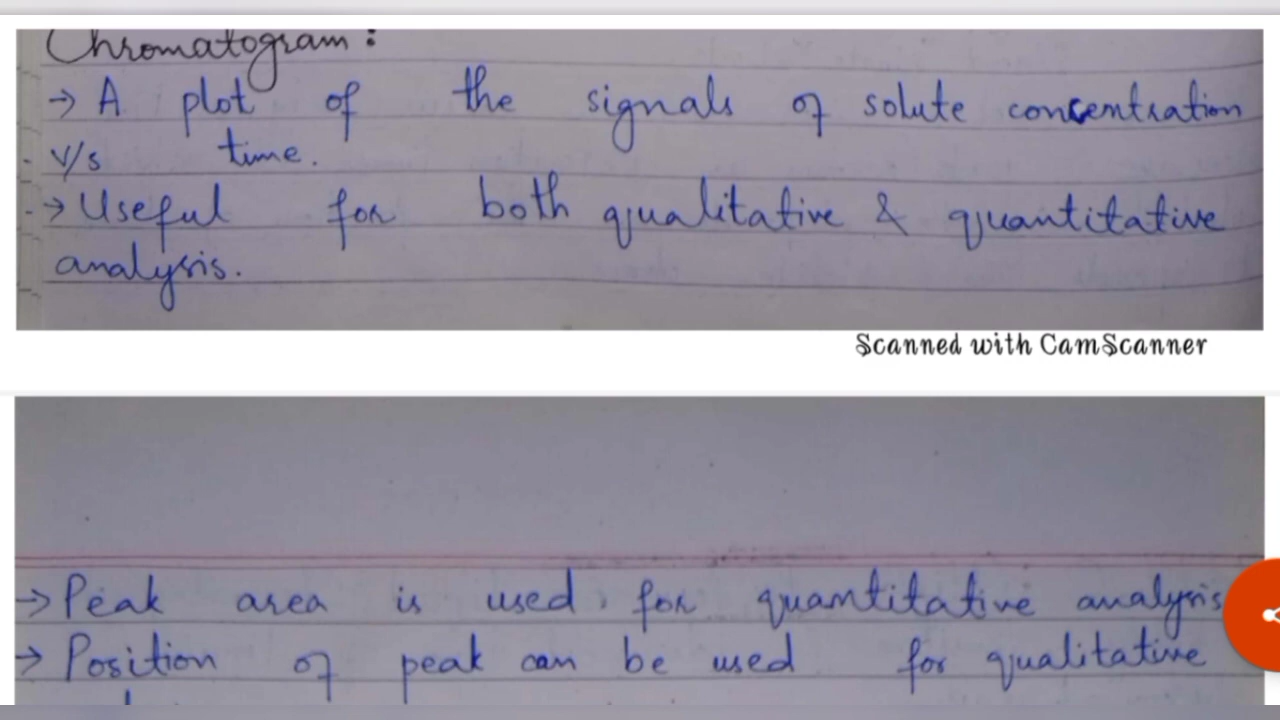 Chromatogram :
→ A plot of the signals of solute concentration
v/s time.
→ Useful for both qualitative & quantitative
analysis.
Scanned with CamScanner
→ Peak area is used for quantitative analysis
→ Position of peak can be used for qualitative